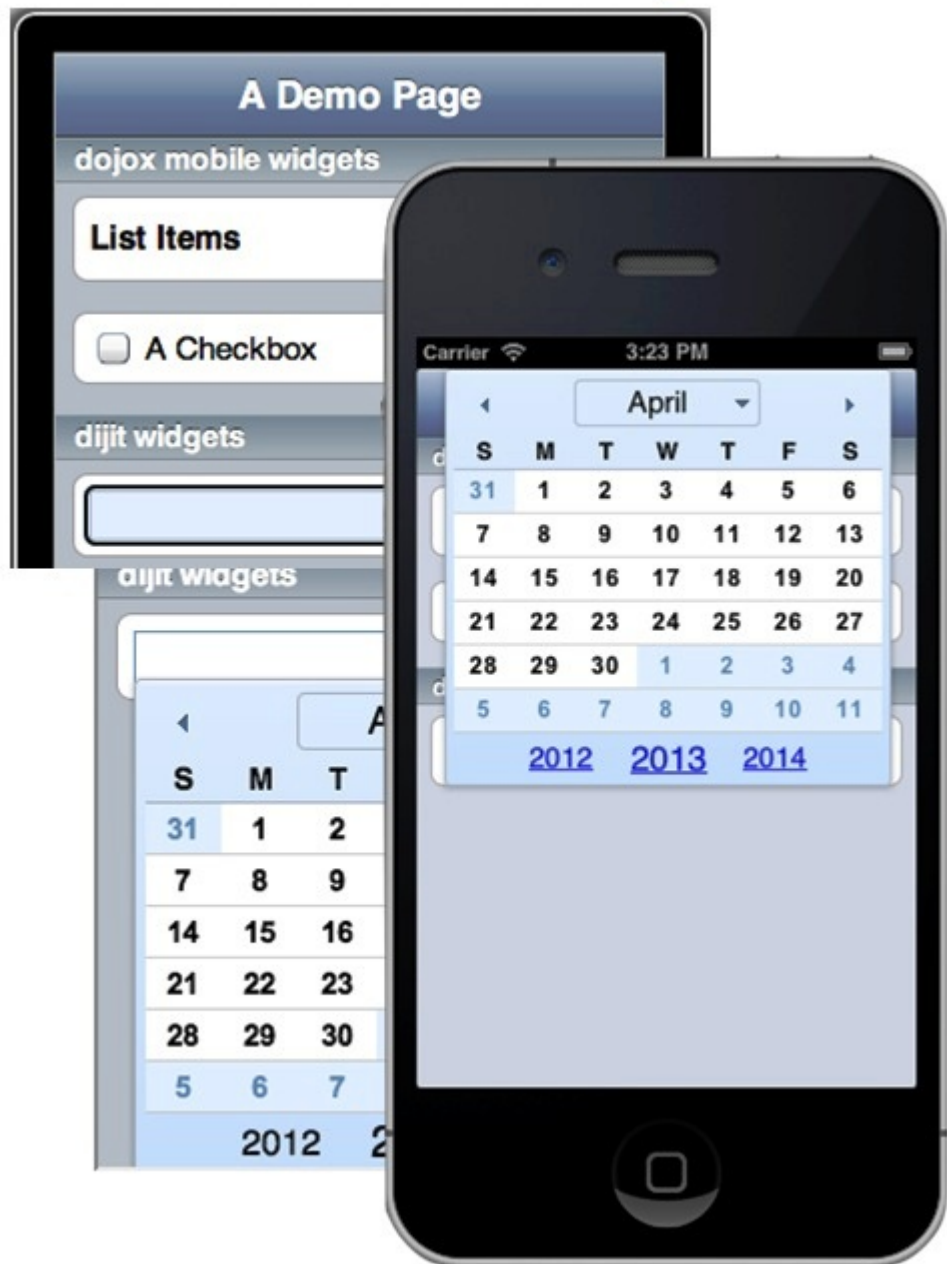 A Demo Page
dojox mobile widgets
List Items
A Checkbox
dijit widgets
Carrier 3:23 PM
April
S M T W T F S
31 1 2 3 4 5 6
7 8 9 10 11 12 13
14 15 16 17 18 19 20
21 22 23 24 25 26 27
28 29 30 1 2 3 4
5 6 7 8 9 10 11
2012 2013 2014
d
d
dijit widgets
A
S M T
31 1 2
7 8 9
14 15 16
21 22 23
28 29 30
5 6 7
2012 2